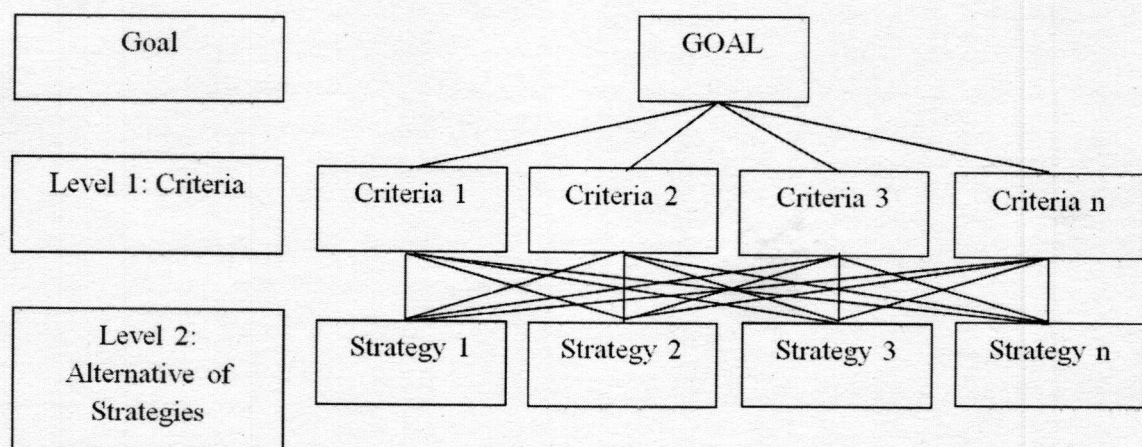 Goal
GOAL
Level 1: Criteria
Criteria 1
Criteria 2
Criteria 3
Criteria n
Level 2:
Alternative of
Strategies
Strategy 1
Strategy 2
Strategy 3
Strategy n